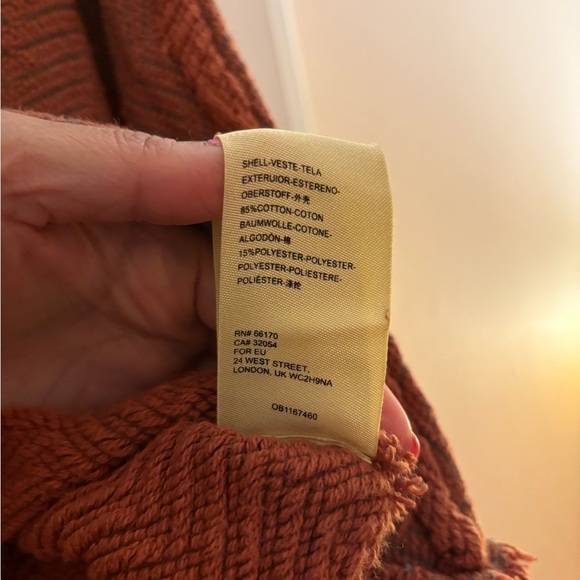 SHELL-VESTE-TELA
EXTERUIOR-ESTERENO-
OBERSTOFF-外壳
85%COTTON-COTON
BAUMWOLLE-COTONE-
ALGODÓN-棉
15%POLYESTER-POLYESTER-
POLYESTER-POLIESTERE-
POLIÉSTER-涤纶
RN# 66170
CA# 32054
FOR EU
24 WEST STREET,
LONDON, UK WC2H9NA
OB1167460